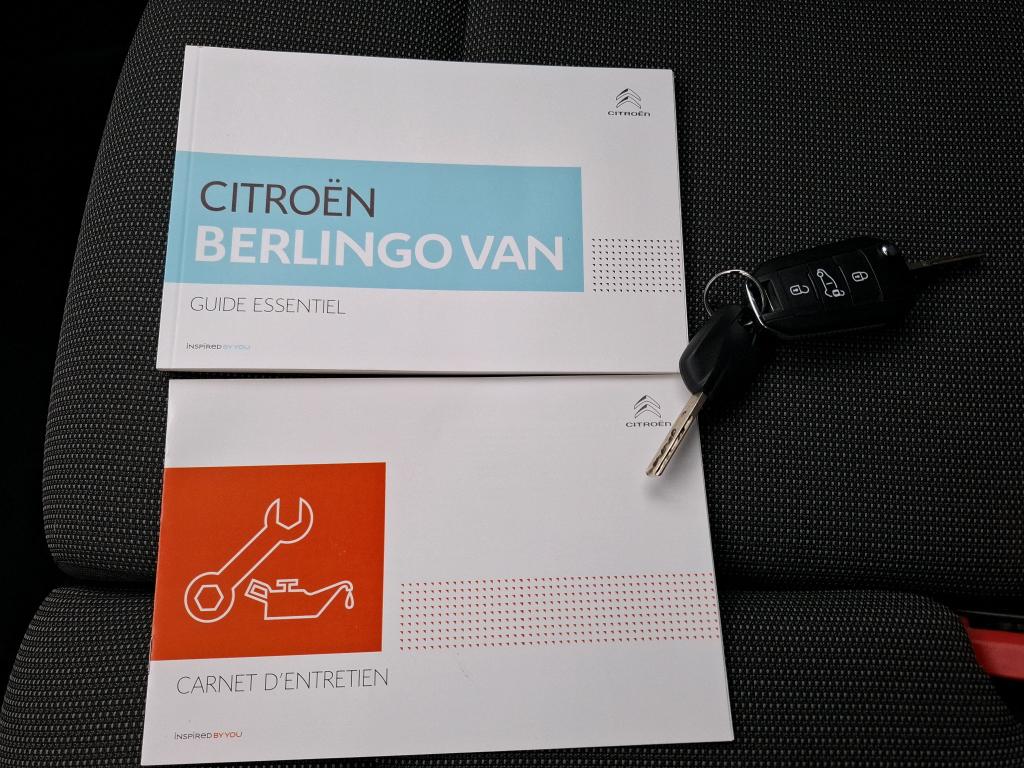 CITROËN
CITROËN
BERLINGO VAN
GUIDE ESSENTIEL
INSPIRED BY YOU
CITROËN
CARNET D'ENTRETIEN
INSPIRED BY YOU